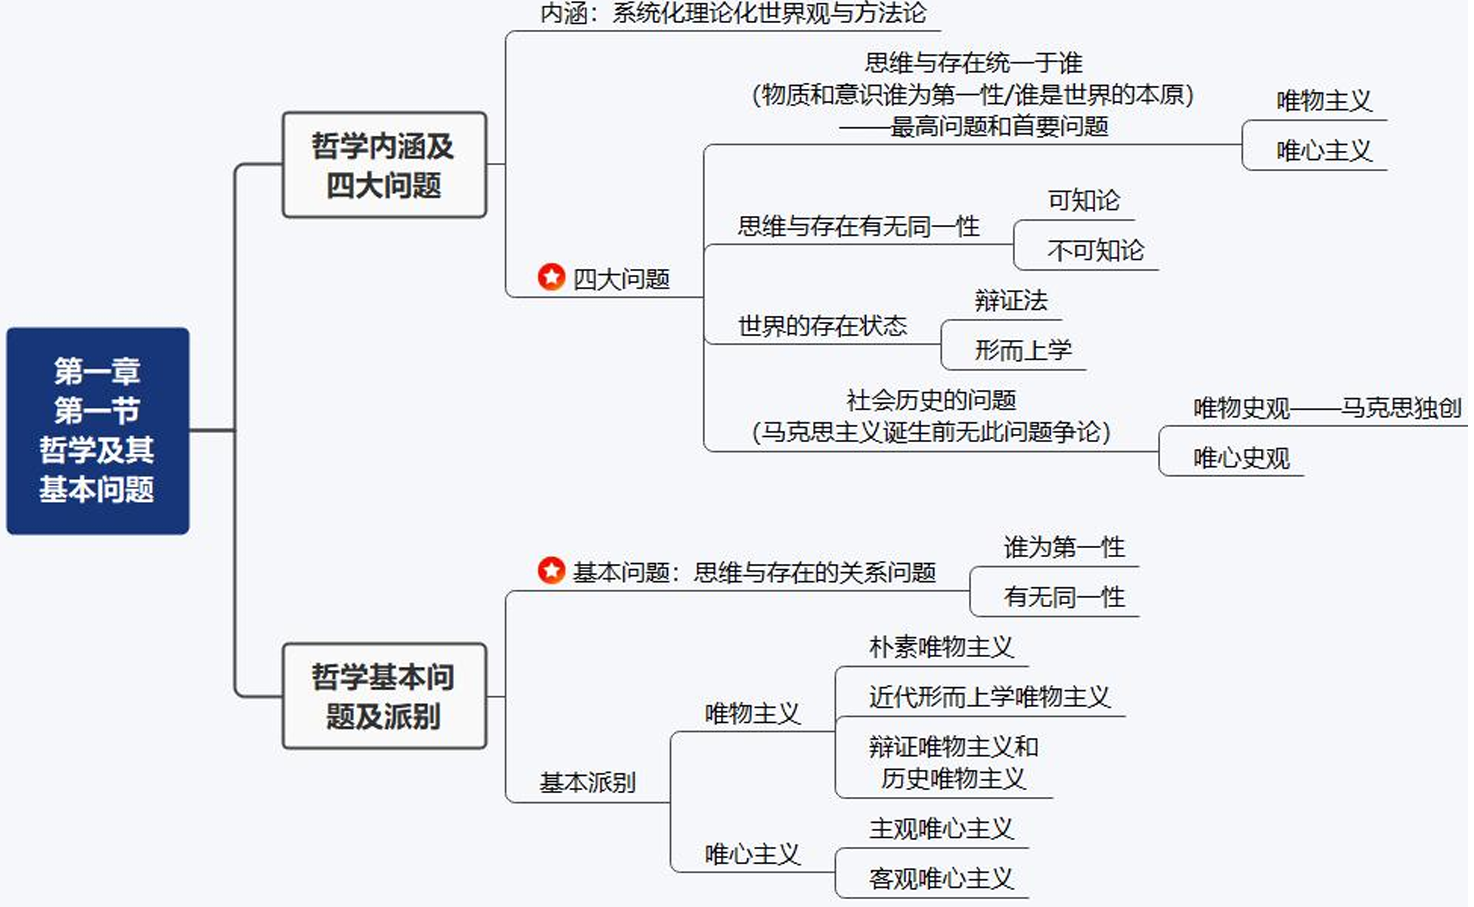 第一章
第一节
哲学及其
基本问题
哲学内涵及
四大问题
内涵：系统化理论化世界观与方法论
四大问题
思维与存在统一于谁
（物质和意识谁为第一性/谁是世界的本原）
——最高问题和首要问题
唯物主义
唯心主义
思维与存在有无同一性
可知论
不可知论
世界的存在状态
辩证法
形而上学
社会历史的问题
（马克思主义诞生前无此问题争论）
唯物史观——马克思独创
唯心史观
哲学基本问
题及派别
基本问题：思维与存在的关系问题
谁为第一性
有无同一性
基本派别
唯物主义
朴素唯物主义
近代形而上学唯物主义
辩证唯物主义和
历史唯物主义
唯心主义
主观唯心主义
客观唯心主义